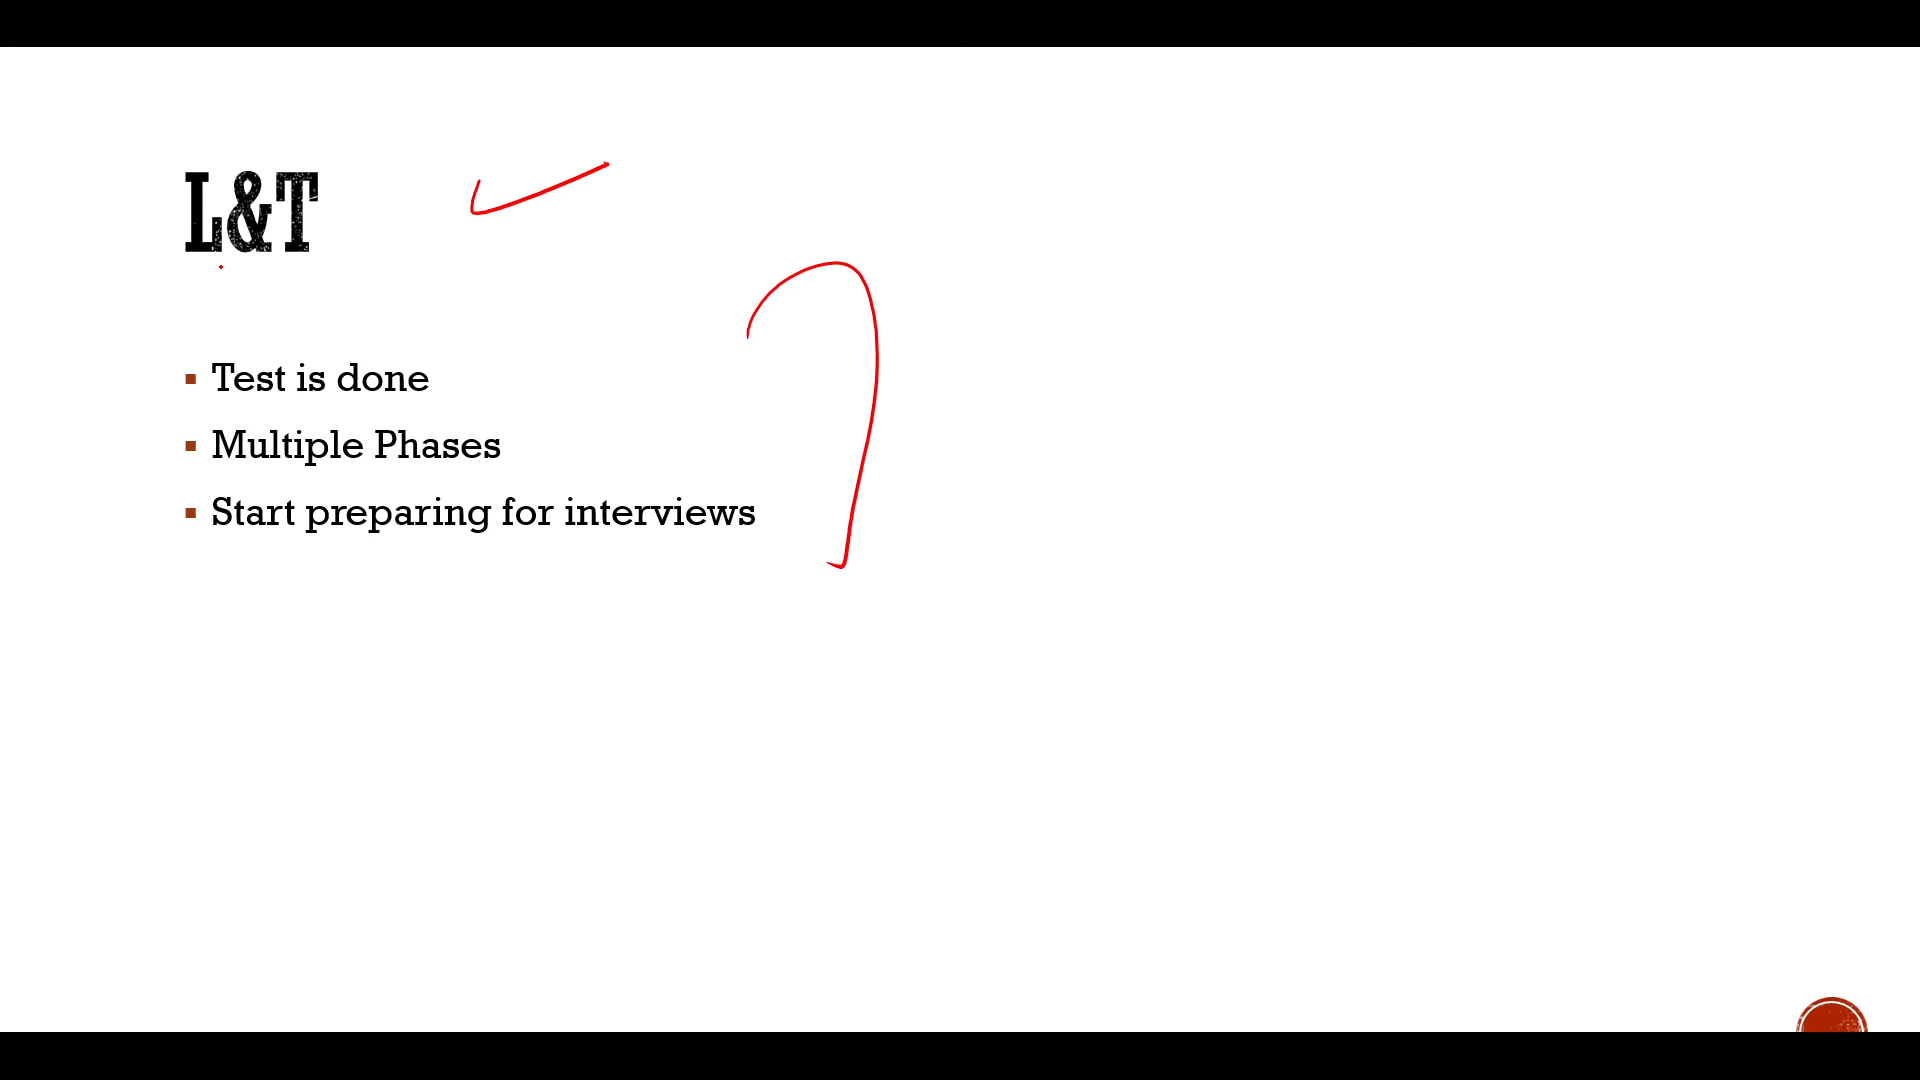 L&T
Test is done
Multiple Phases
Start preparing for interviews